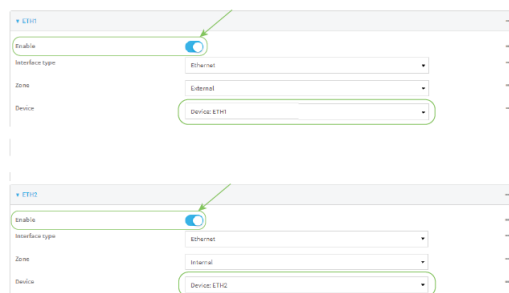 ▾ ETH1
Enable
Interface type Ethernet
Zone External
Device Device: ETH1
▾ ETH2
Enable
Interface type Ethernet
Zone Internal
Device Device: ETH2